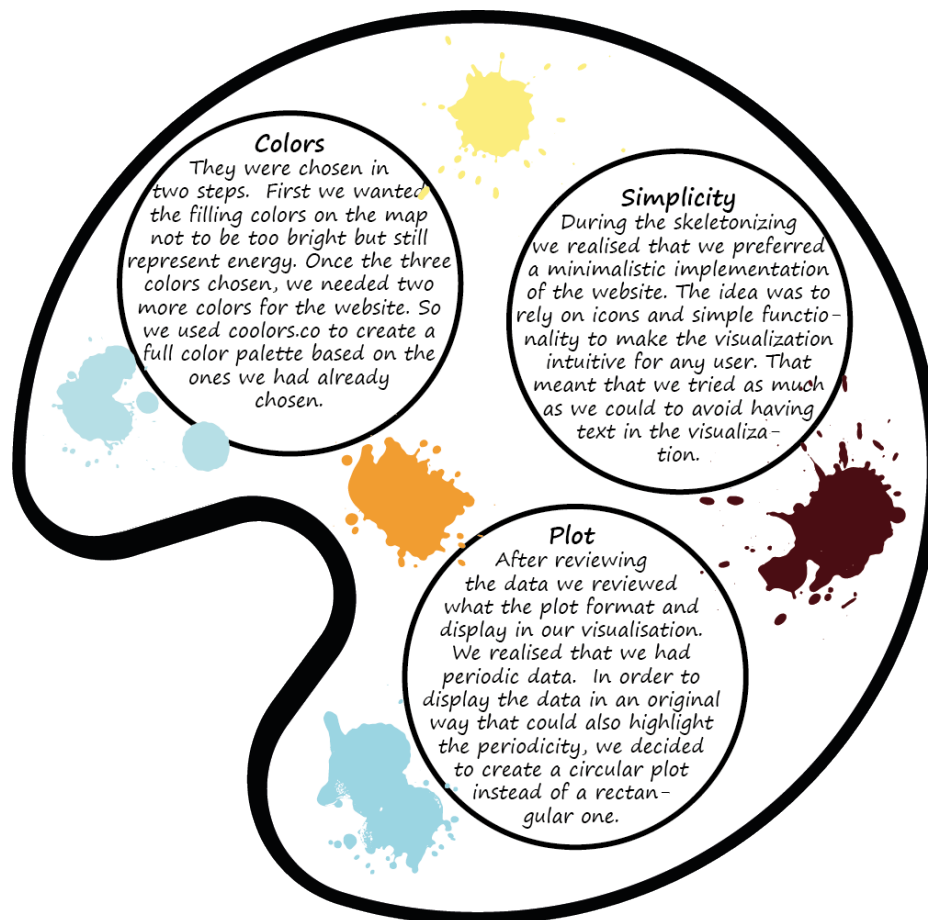 Colors
They were chosen in
two steps.  First we wanted
the filling colors on the map
not to be too bright but still
represent energy. Once the three
colors chosen, we needed two
more colors for the website. So
we used coolors.co to create a
full color palette based on the
ones we had already
chosen.
Simplicity
During the skeletonizing
we realised that we preferred
a minimalistic implementation
of the website. The idea was to
rely on icons and simple functio-
nality to make the visualization
intuitive for any user. That
meant that we tried as much
as we could to avoid having
text in the visualiza-
tion.
Plot
After reviewing
the data we reviewed
what the plot format and
display in our visualisation.
We realised that we had
periodic data.  In order to
display the data in an original
way that could also highlight
the periodicity, we decided
to create a circular plot
instead of a rectan-
gular one.